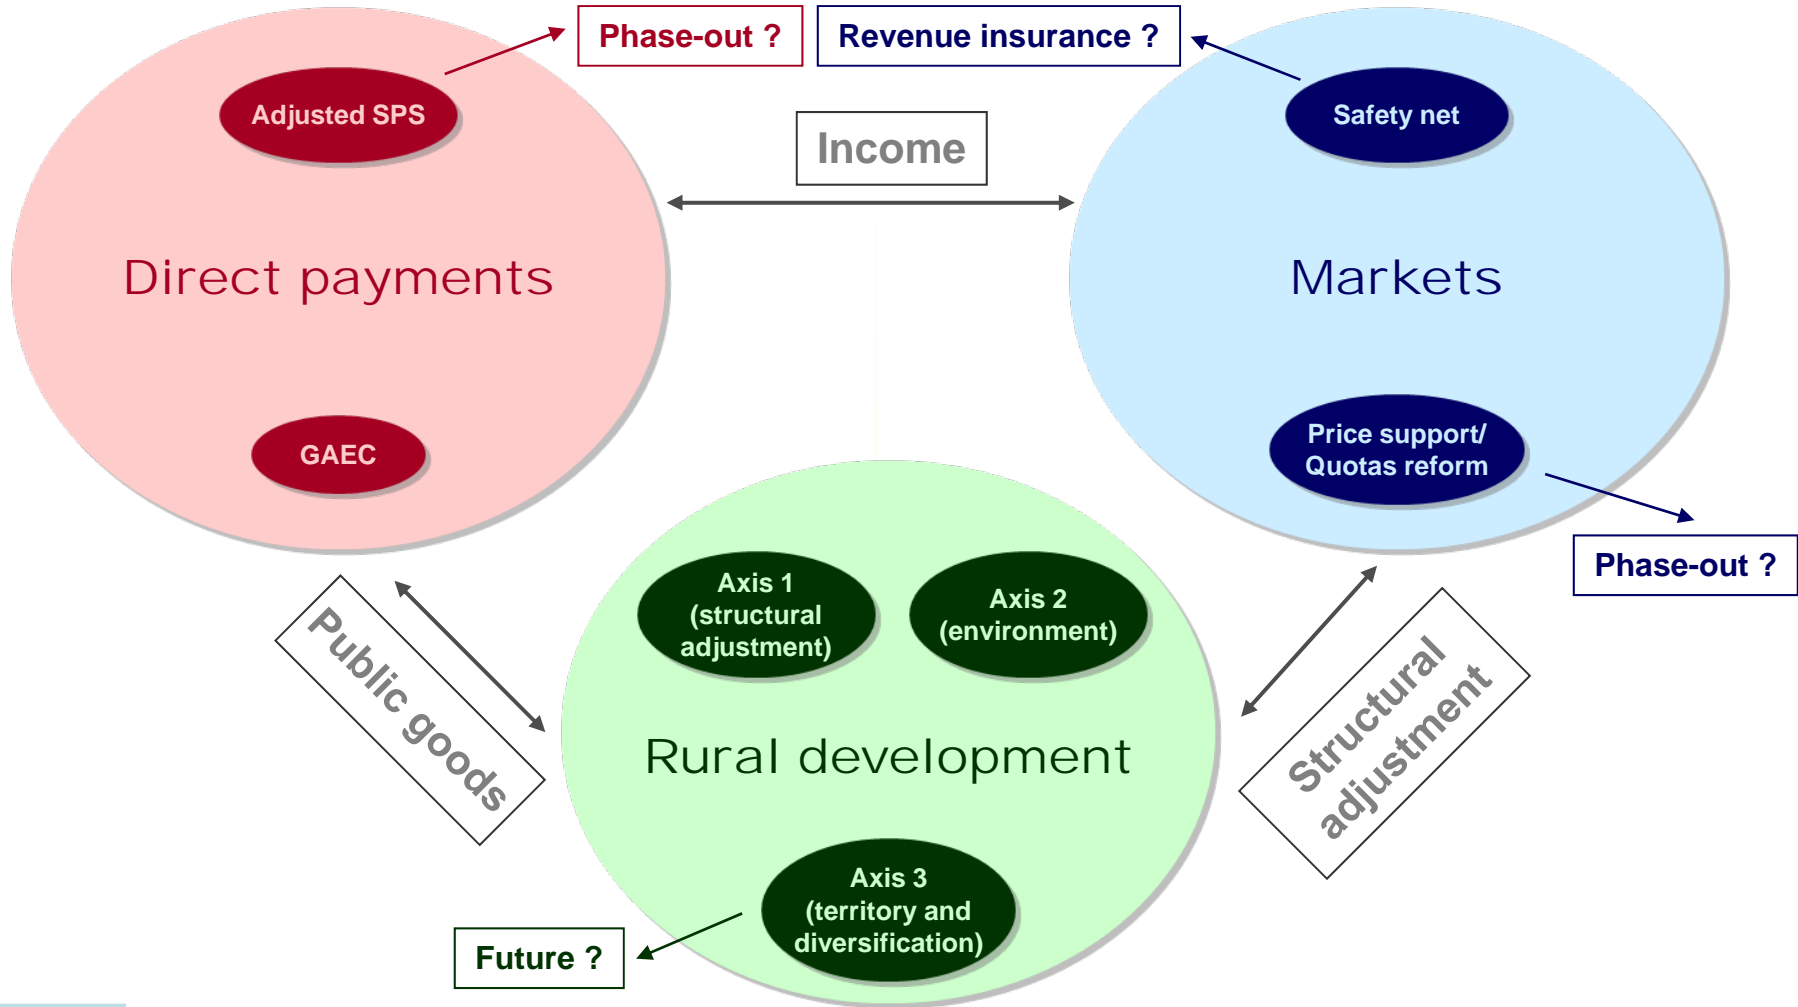 Phase-out ?
Revenue insurance ?
Adjusted SPS
Safety net
Income
Direct payments
Markets
GAEC
Price support/
Quotas reform
Phase-out ?
Axis 1
(structural
adjustment)
Axis 2
(environment)
Public goods
Structural
adjustment
Rural development
Axis 3
(territory and
diversification)
Future ?